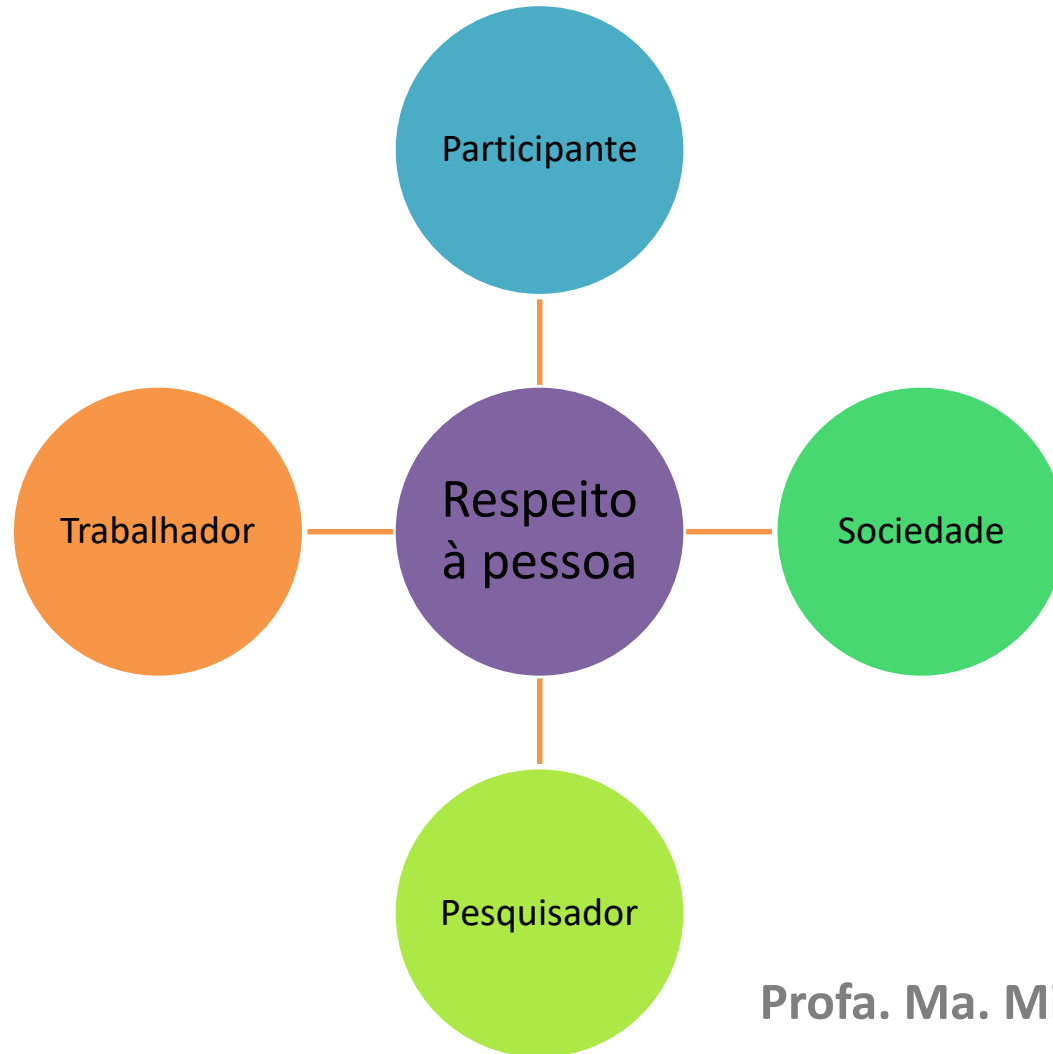 Participante
Trabalhador
Respeito
à pessoa
Sociedade
Pesquisador
Profa. Ma.